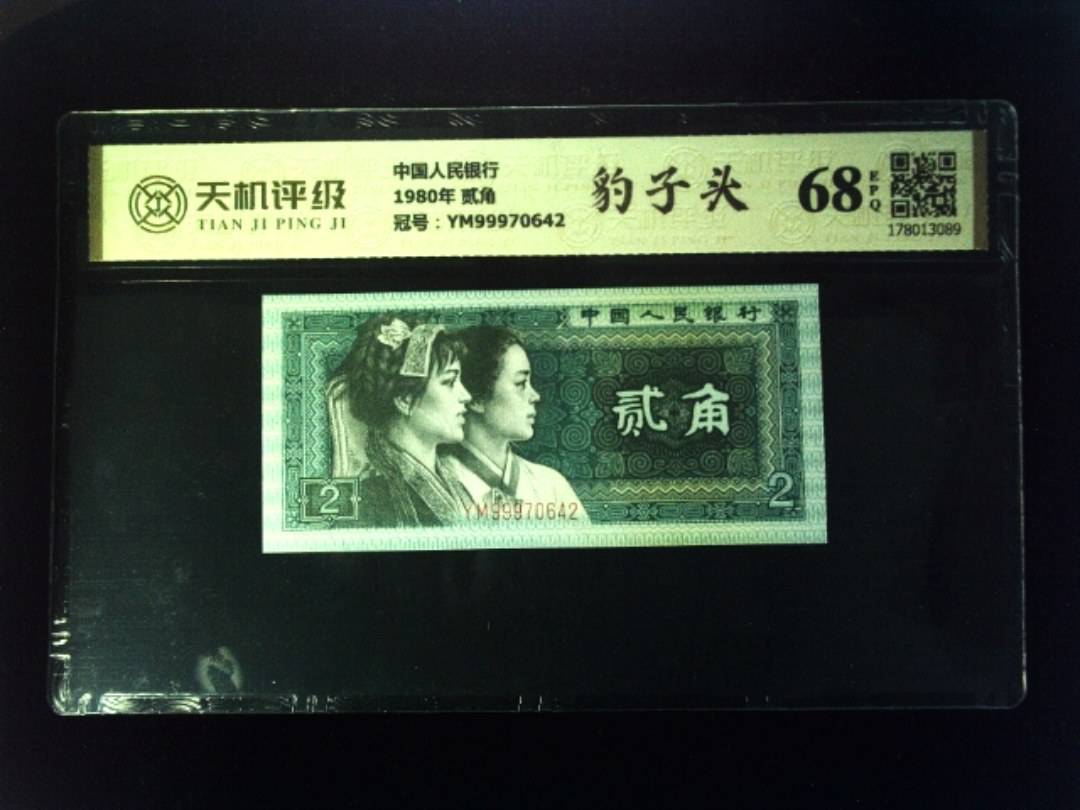 天机评级
TIAN JI PING JI
中国人民银行
1980年 贰角
冠号：YM99970642
豹子头
68
EPQ
178013089
中国人民银行
贰角
2
2
YM99970642